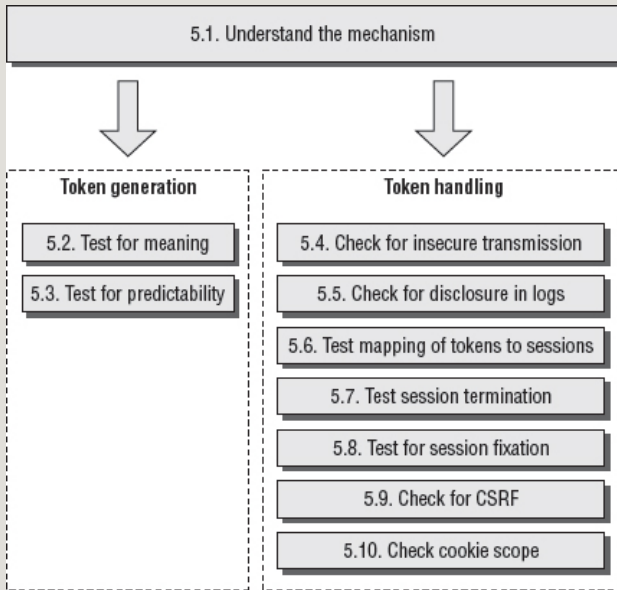 5.1. Understand the mechanism
Token generation
5.2. Test for meaning
5.3. Test for predictability
Token handling
5.4. Check for insecure transmission
5.5. Check for disclosure in logs
5.6. Test mapping of tokens to sessions
5.7. Test session termination
5.8. Test for session fixation
5.9. Check for CSRF
5.10. Check cookie scope